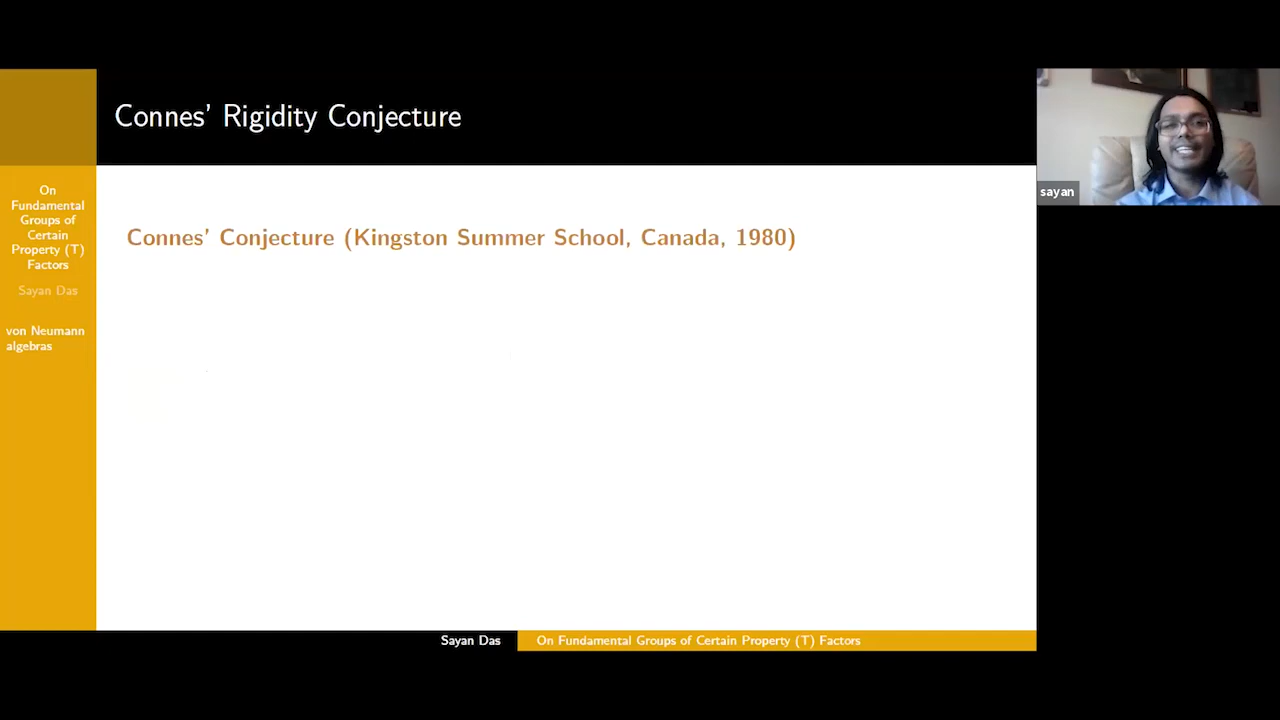 Connes' Rigidity Conjecture
On
Fundamental
Groups of
Certain
Property (T)
Factors
Sayan Das
von Neumann
algebras
Connes' Conjecture (Kingston Summer School, Canada, 1980)
sayan
Sayan Das
On Fundamental Groups of Certain Property (T) Factors